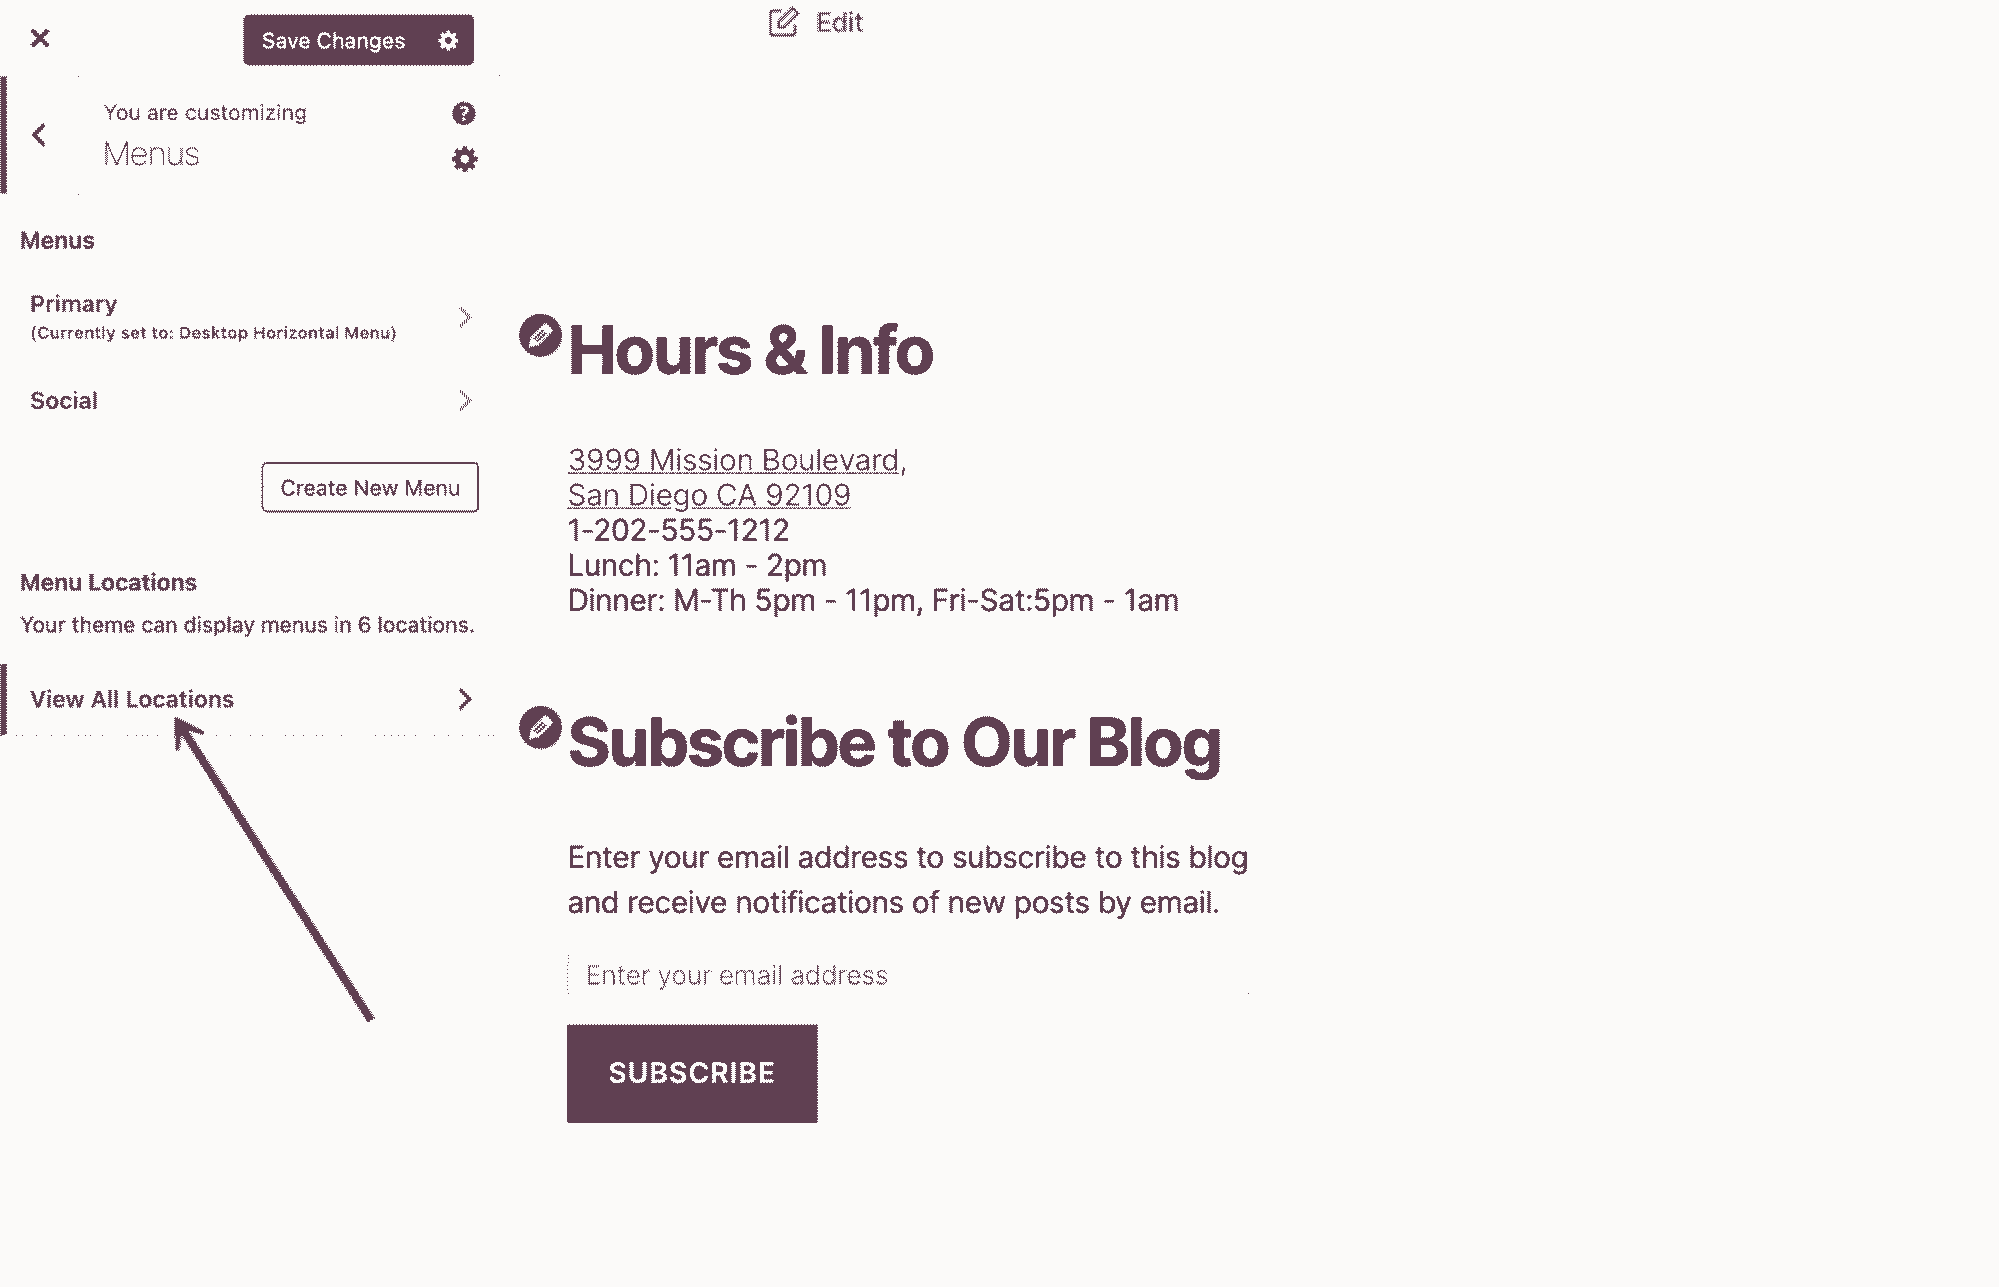 Save Changes
You are customizing
Menus
Menus
Primary
(Currently set to: Desktop Horizontal Menu)
Social
Create New Menu
Menu Locations
Your theme can display menus in 6 locations.
View All Locations
Edit
Hours & Info
3999 Mission Boulevard,
San Diego CA 92109
1-202-555-1212
Lunch: 11am - 2pm
Dinner: M-Th 5pm - 11pm, Fri-Sat:5pm - 1am
Subscribe to Our Blog
Enter your email address to subscribe to this blog
and receive notifications of new posts by email.
Enter your email address
SUBSCRIBE